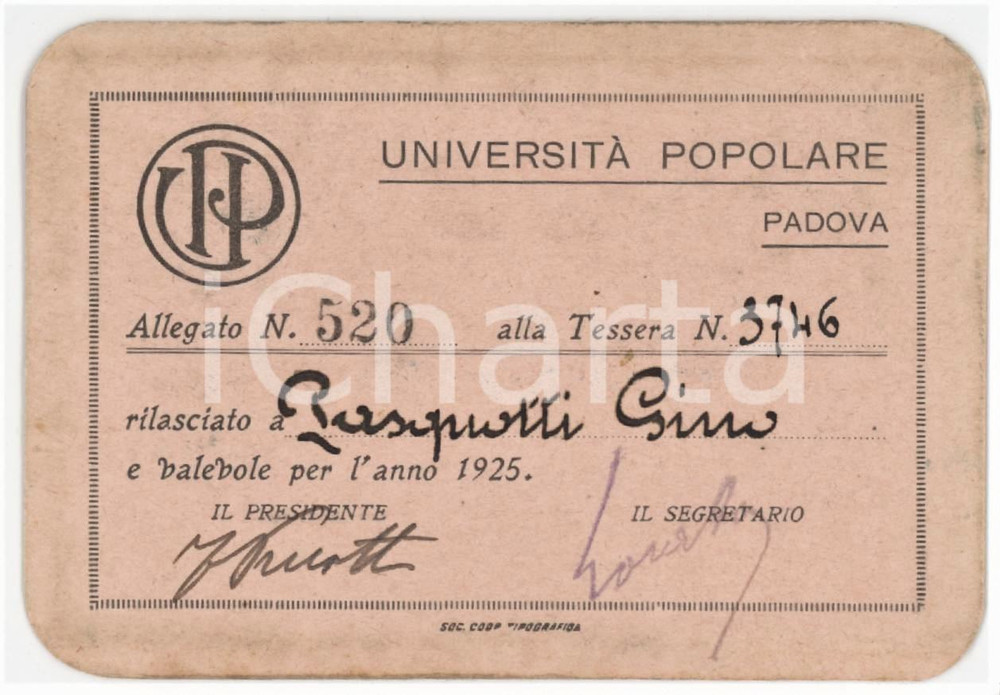 UP
UNIVERSITÀ POPOLARE
PADOVA
Allegato N. 520 alla Tessera N. 3746
iCharta
rilasciato a Pasquotti Gino
e valevole per l'anno 1925.
IL PRESIDENTE IL SEGRETARIO
SOC. COOP TIPOGRAFICA